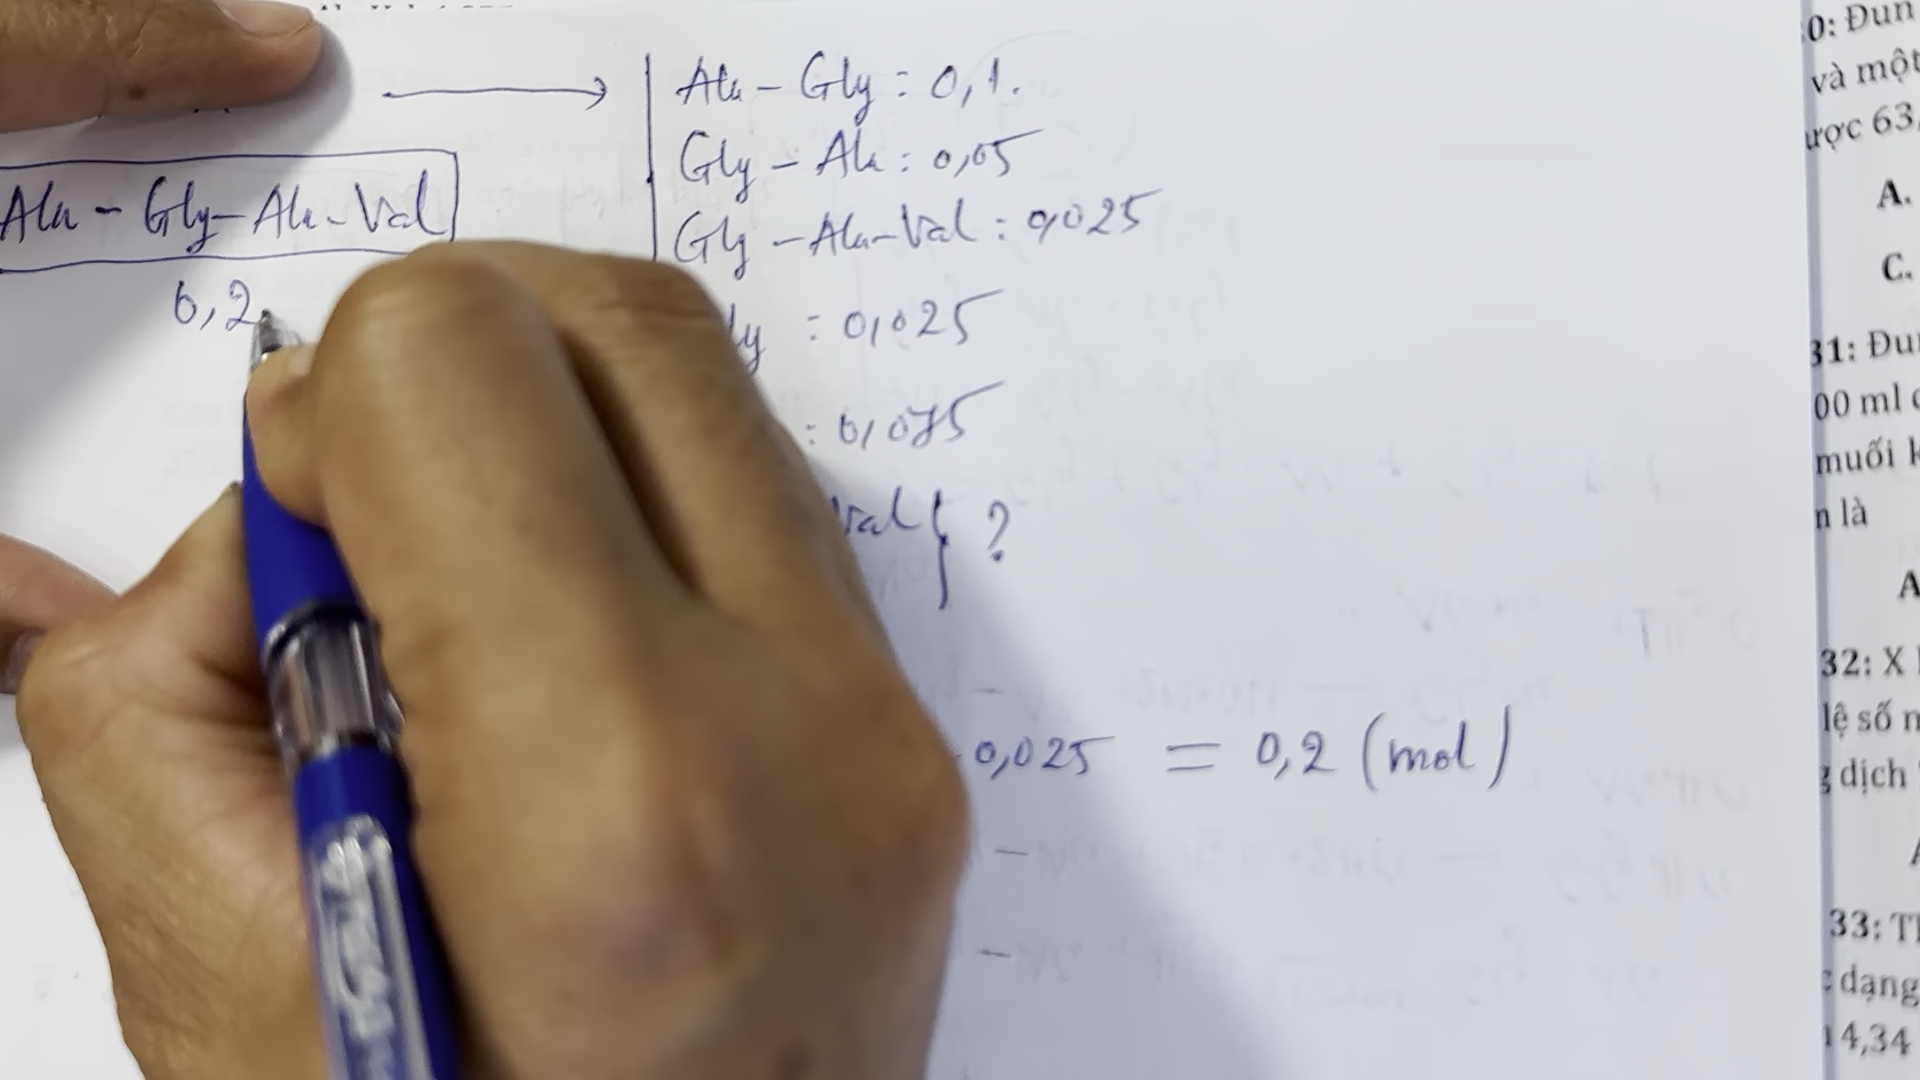 Ala - Gly : 0,1.
Gly - Ala : 0,05
Ala - Gly - Ala - Val
Gly - Ala - Val : 0,025
0,2
ly : 0,025
: 0,075
Val } ?
0,025 = 0,2 (mol)
0: Đun
và một
ược 63,
A.
C.
31: Đu
00 ml
muối k
n là
A
32: X
lệ số n
g dịch
33: T
dạng
14,34